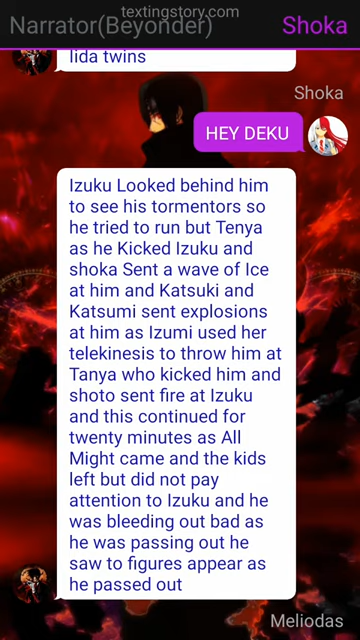 textingstory.com
Narrator(Beyonder)
Shoka
Iida twins
Shoka
HEY DEKU
Izuku Looked behind him
to see his tormentors so
he tried to run but Tenya
as he Kicked Izuku and
shoka Sent a wave of Ice
at him and Katsuki and
Katsumi sent explosions
at him as Izumi used her
telekinesis to throw him at
Tanya who kicked him and
shoto sent fire at Izuku
and this continued for
twenty minutes as All
Might came and the kids
left but did not pay
attention to Izuku and he
was bleeding out bad as
he was passing out he
saw to figures appear as
he passed out
Meliodas